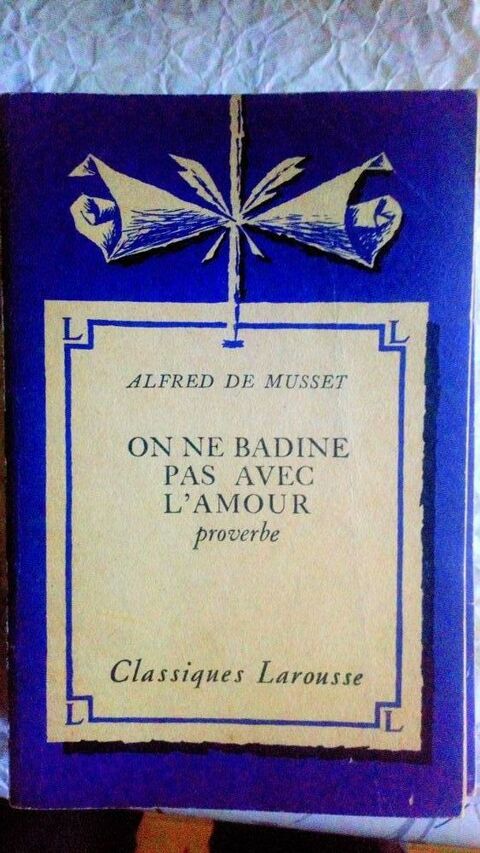 L L
ALFRED DE MUSSET
ON NE BADINE
PAS AVEC
L'AMOUR
proverbe
Classiques Larousse
L L